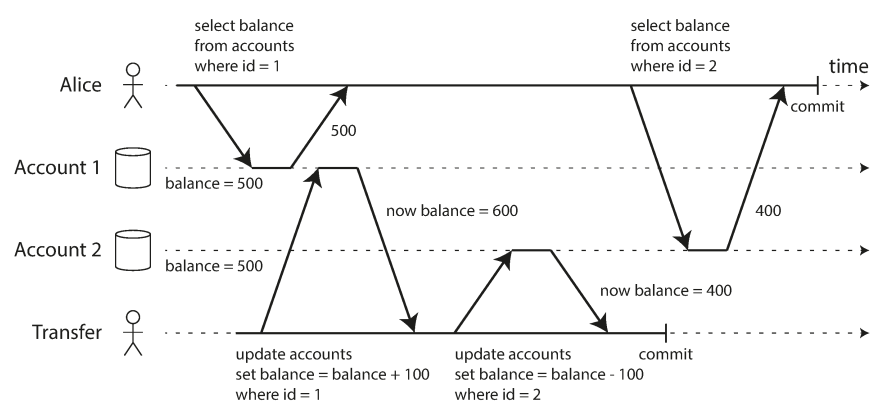 select balance
from accounts
where id = 1
select balance
from accounts
where id = 2
time
Alice
commit
500
Account 1
balance = 500
now balance = 600
400
Account 2
balance = 500
now balance = 400
Transfer
update accounts
set balance = balance + 100
where id = 1
update accounts
set balance = balance - 100
where id = 2
commit